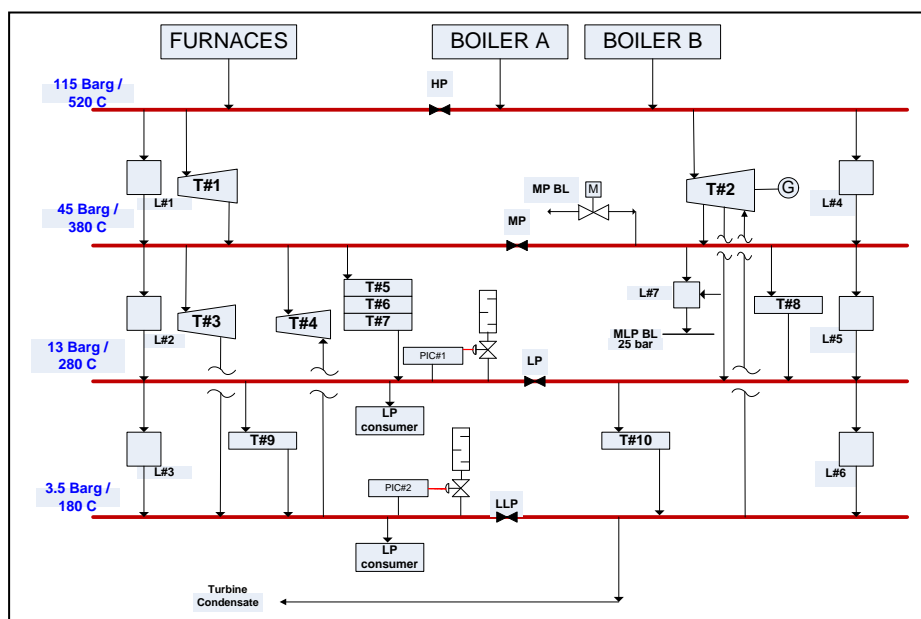 FURNACES
BOILER A
BOILER B
115 Barg /
520 C
HP
T#1
L#1
MP BL
M
T#2
G
L#4
45 Barg /
380 C
MP
T#5
T#6
T#7
L#7
T#8
T#3
T#4
L#2
L#5
MLP BL
25 bar
13 Barg /
280 C
PIC#1
LP
LP
consumer
T#9
T#10
L#3
L#6
3.5 Barg /
180 C
PIC#2
LLP
LP
consumer
Turbine
Condensate